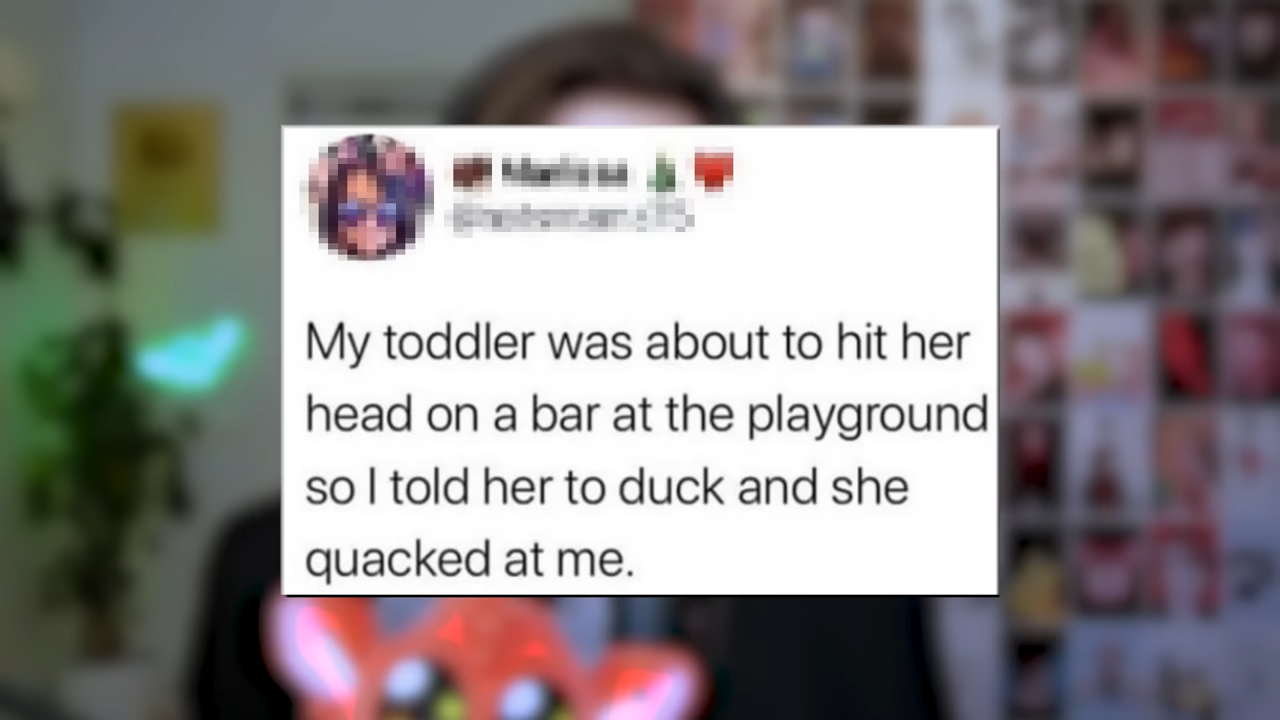 My toddler was about to hit her
head on a bar at the playground
so I told her to duck and she
quacked at me.